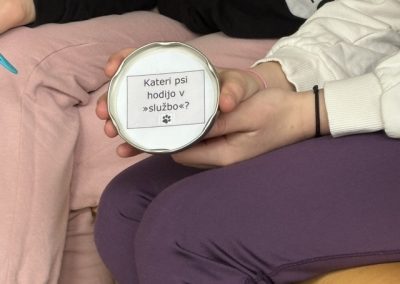 Kateri psi
hodijo v
»službo«?